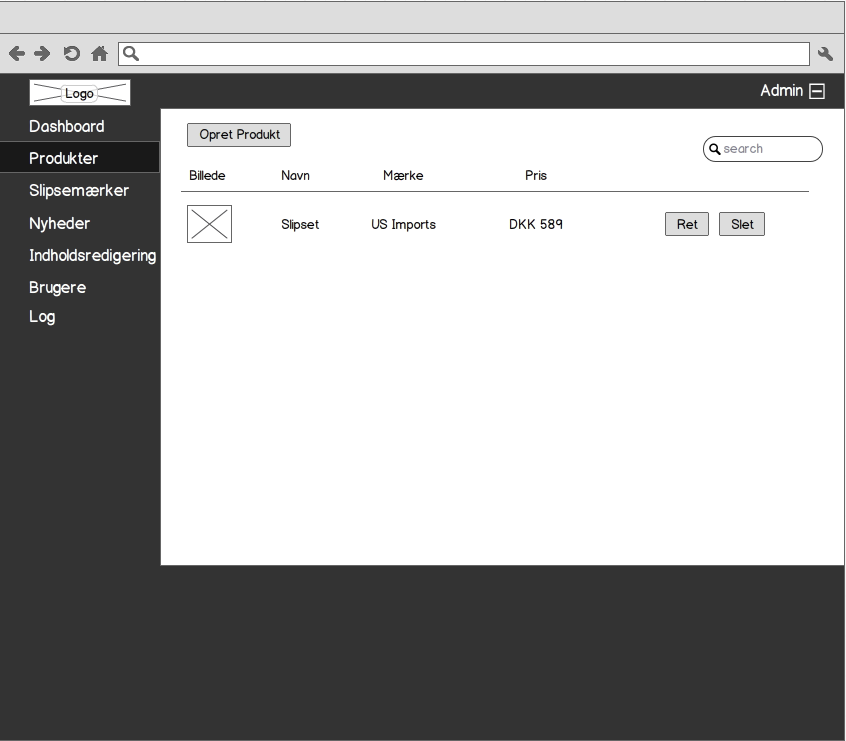 Logo
Admin
Dashboard
Produkter
Slipsemærker
Nyheder
Indholdsredigering
Brugere
Log
Opret Produkt
search
Billede Navn Mærke Pris
Slipset US Imports DKK 589 Ret Slet